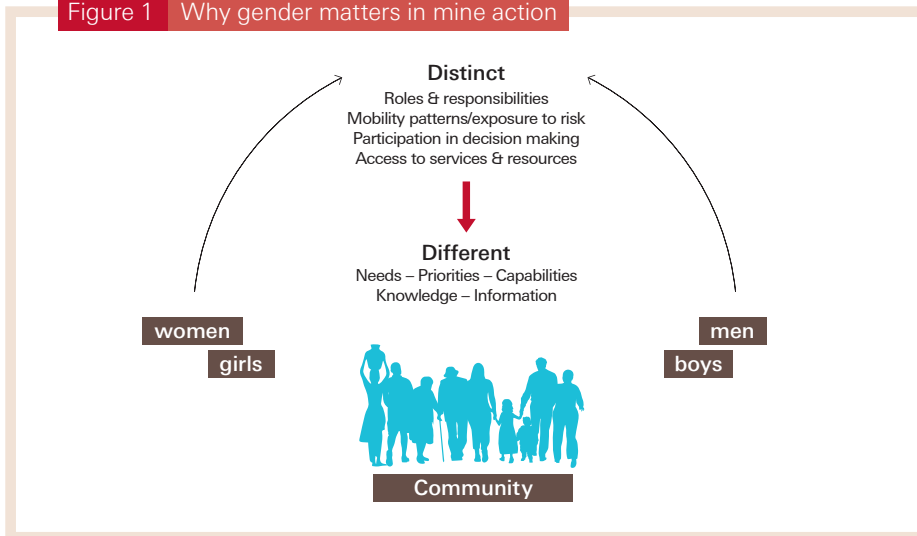 Figure 1 Why gender matters in mine action
Distinct
Roles & responsibilities
Mobility patterns/exposure to risk
Participation in decision making
Access to services & resources
Different
Needs – Priorities – Capabilities
Knowledge – Information
women
girls
men
boys
Community